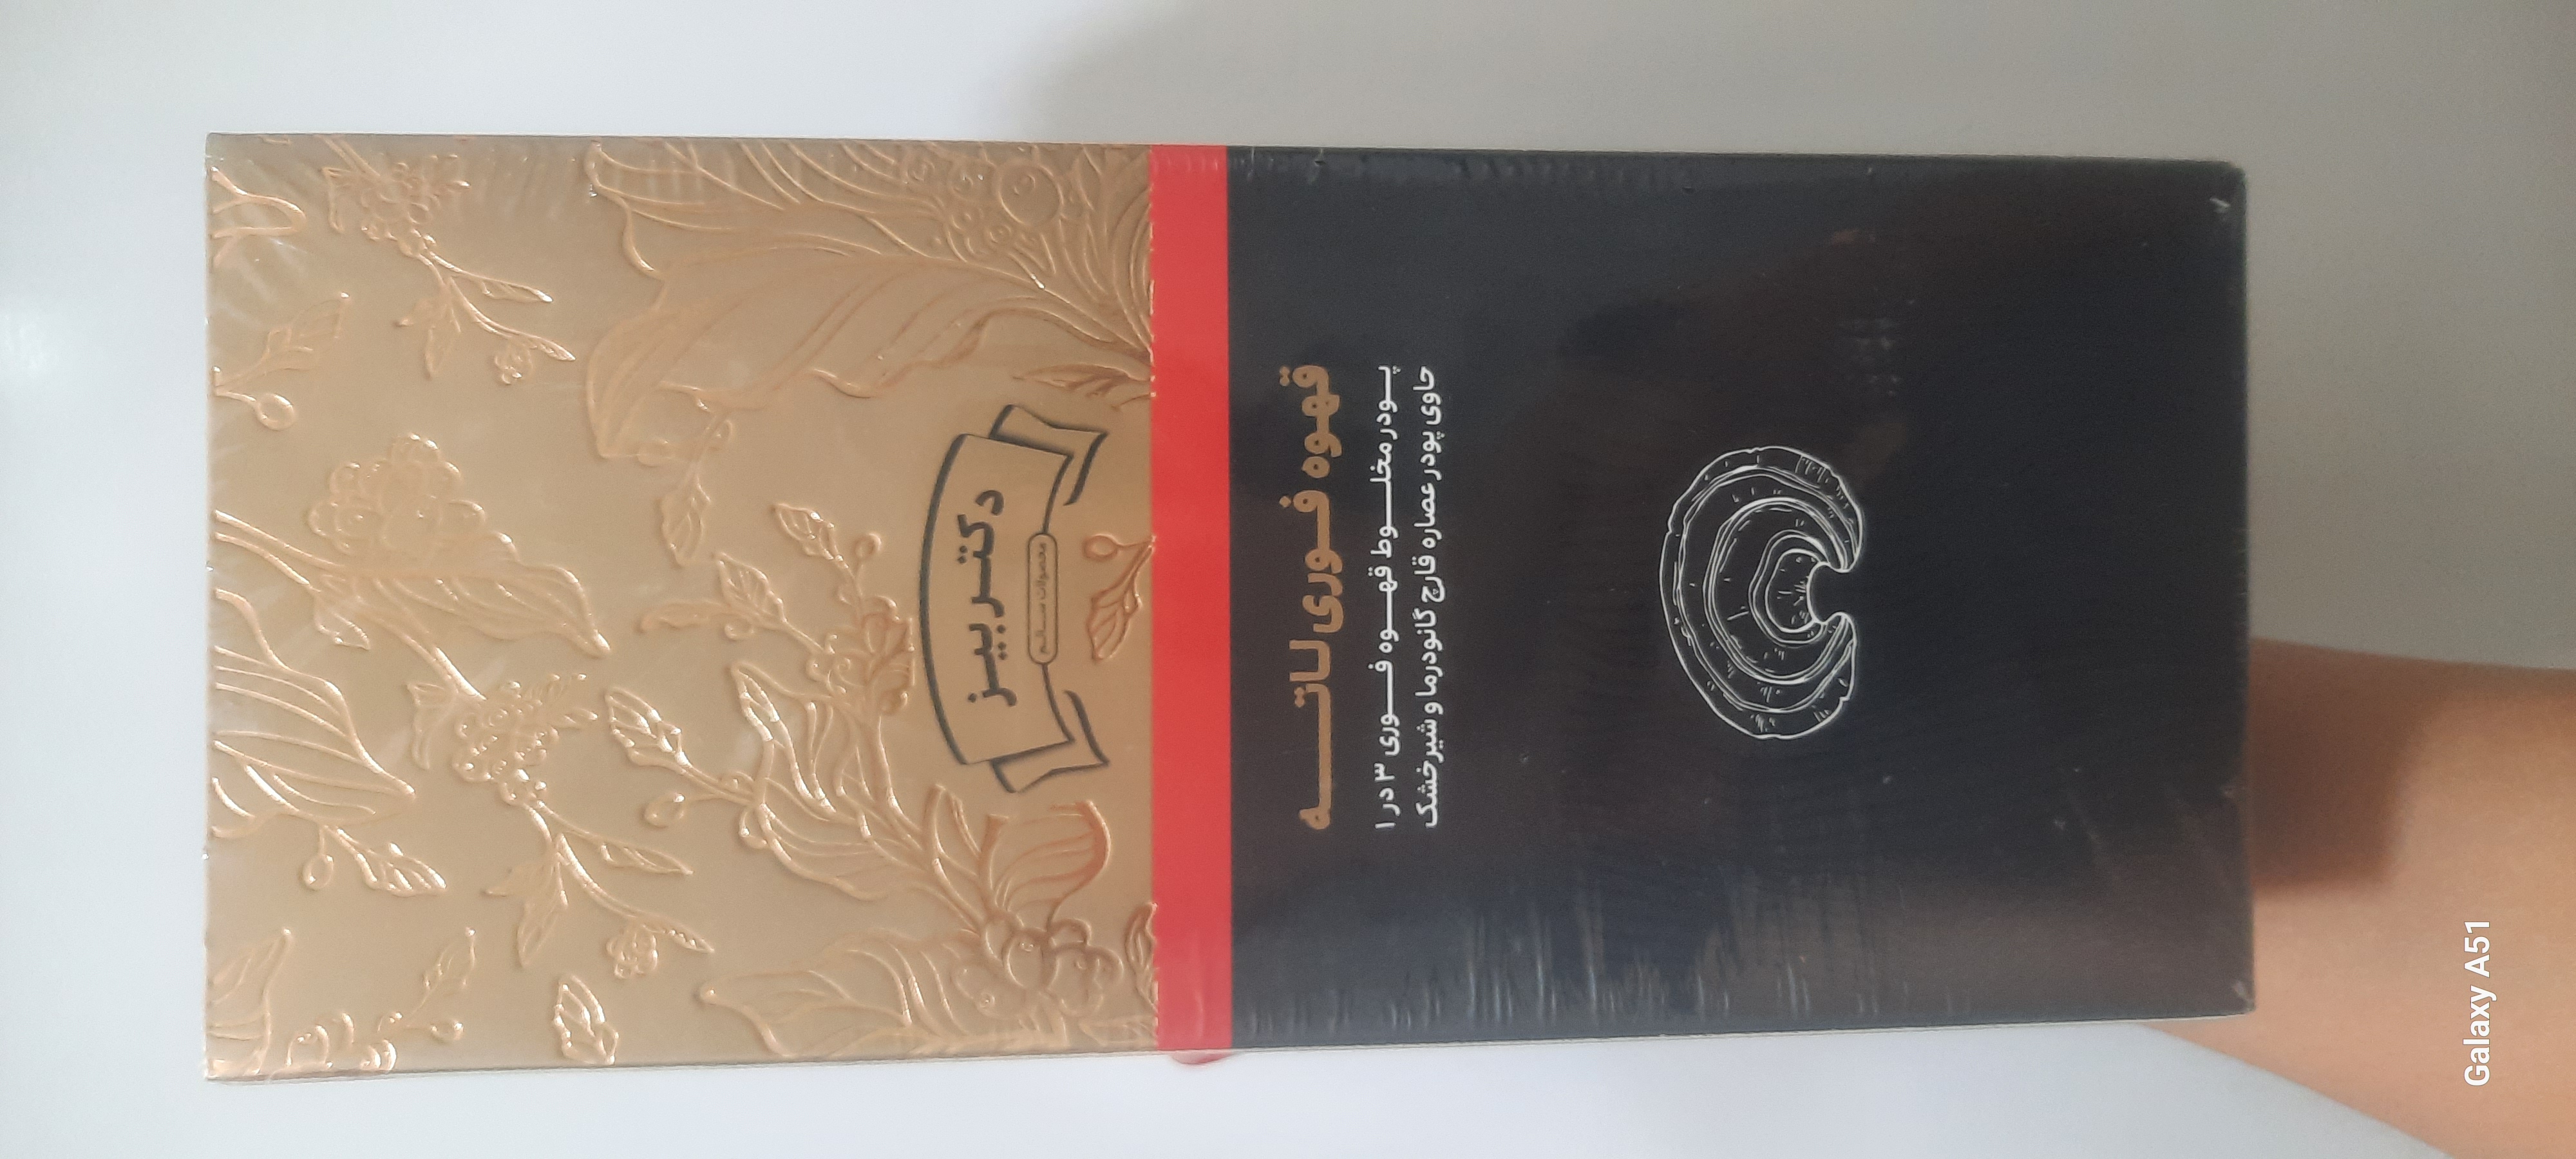 دکتر بیز
محصولات سالم
قهوه فوری لاته
پودر مخلوط قهوه فوری ۳ در ۱
حاوی پودر عصاره قارچ گانودرما و شیرخشک
Galaxy A51